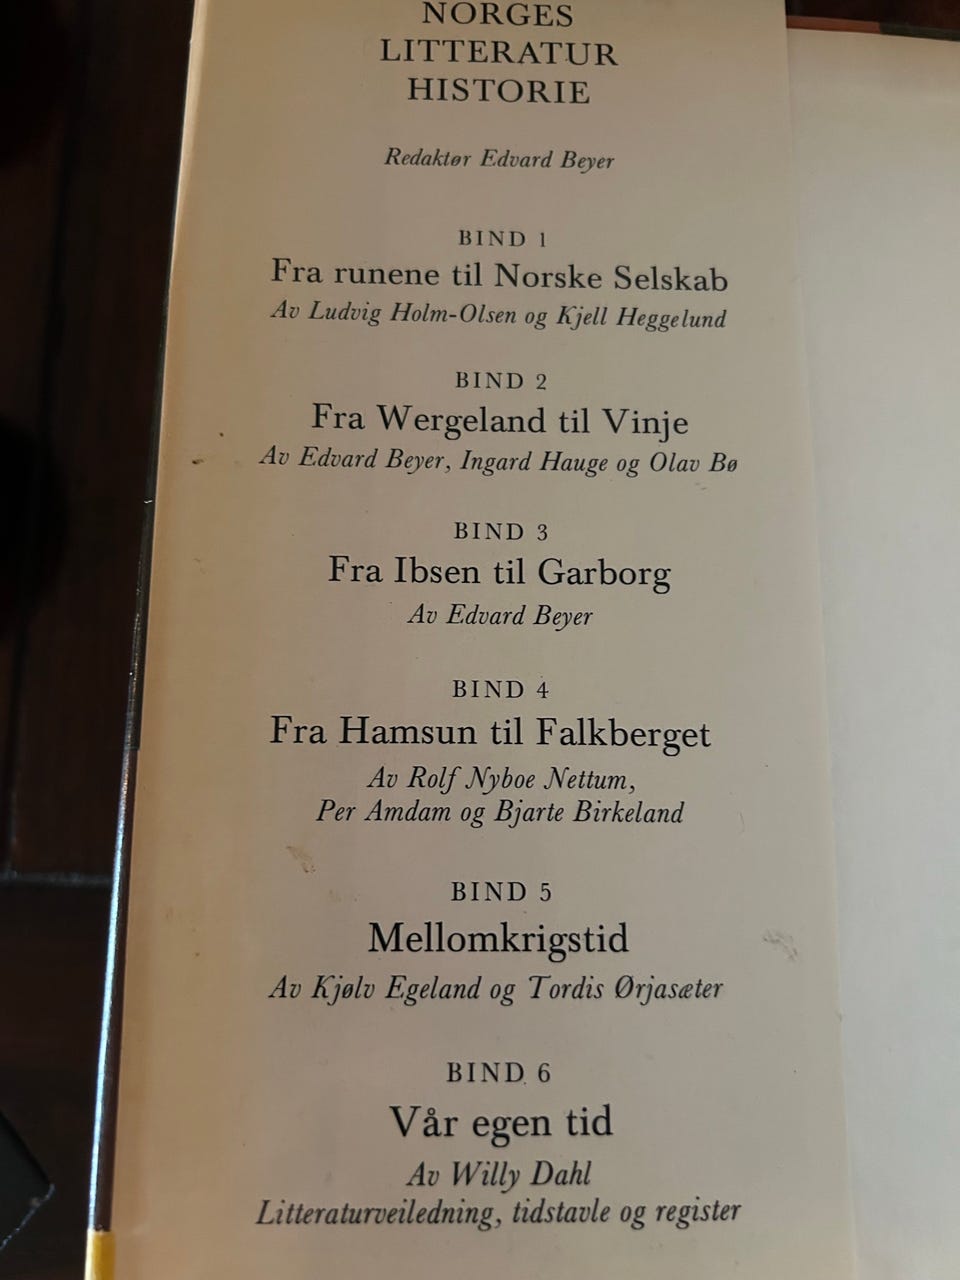 NORGES
LITTERATUR
HISTORIE
Redaktør Edvard Beyer
BIND 1
Fra runene til Norske Selskab
Av Ludvig Holm-Olsen og Kjell Heggelund
BIND 2
Fra Wergeland til Vinje
Av Edvard Beyer, Ingard Hauge og Olav Bø
BIND 3
Fra Ibsen til Garborg
Av Edvard Beyer
BIND 4
Fra Hamsun til Falkberget
Av Rolf Nyboe Nettum,
Per Amdam og Bjarte Birkeland
BIND 5
Mellomkrigstid
Av Kjølv Egeland og Tordis Ørjasæter
BIND 6
Vår egen tid
Av Willy Dahl
Litteraturveiledning, tidstavle og register